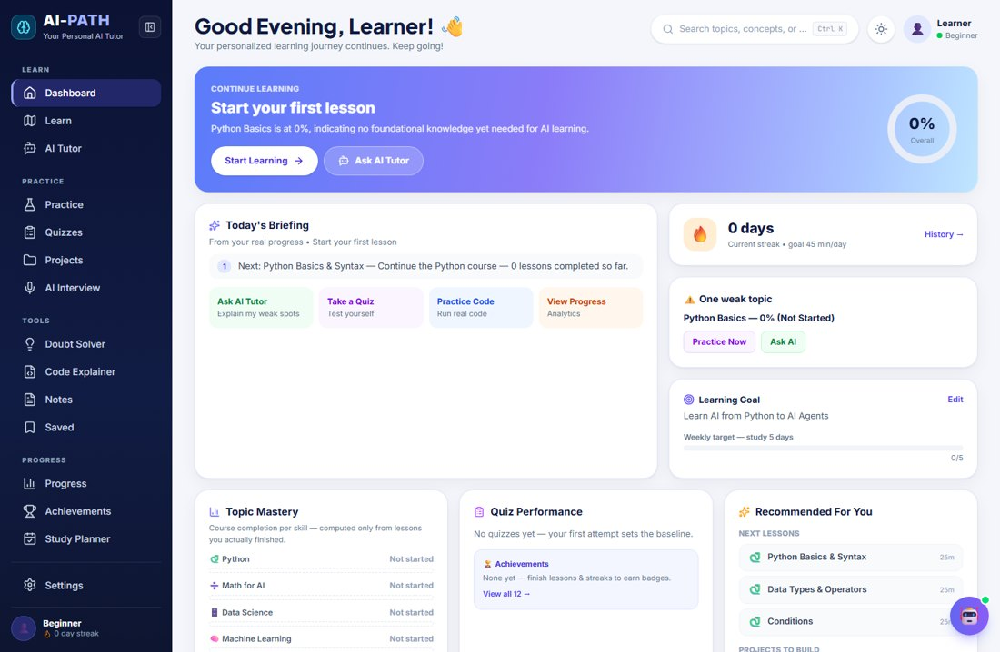 AI-PATH
Your Personal AI Tutor
LEARN
Dashboard
Learn
AI Tutor
PRACTICE
Practice
Quizzes
Projects
AI Interview
TOOLS
Doubt Solver
Code Explainer
Notes
Saved
PROGRESS
Progress
Achievements
Study Planner
Settings
Beginner
0 day streak
Good Evening, Learner! 👋
Your personalized learning journey continues. Keep going!
Search topics, concepts, or ...
Ctrl K
Learner
Beginner
CONTINUE LEARNING
Start your first lesson
Python Basics is at 0%, indicating no foundational knowledge yet needed for AI learning.
Start Learning →
Ask AI Tutor
0%
Overall
Today's Briefing
From your real progress • Start your first lesson
1 Next: Python Basics & Syntax — Continue the Python course — 0 lessons completed so far.
Ask AI Tutor
Explain my weak spots
Take a Quiz
Test yourself
Practice Code
Run real code
View Progress
Analytics
0 days
Current streak • goal 45 min/day
History →
One weak topic
Python Basics — 0% (Not Started)
Practice Now
Ask AI
Learning Goal
Edit
Learn AI from Python to AI Agents
Weekly target — study 5 days
0/5
Topic Mastery
Course completion per skill — computed only from lessons
you actually finished.
Python Not started
Math for AI Not started
Data Science Not started
Machine Learning Not started
Quiz Performance
No quizzes yet — your first attempt sets the baseline.
Achievements
None yet — finish lessons & streaks to earn badges.
View all 12 →
Recommended For You
NEXT LESSONS
Python Basics & Syntax 25m
Data Types & Operators 25m
Conditions
PROJECTS TO BUILD